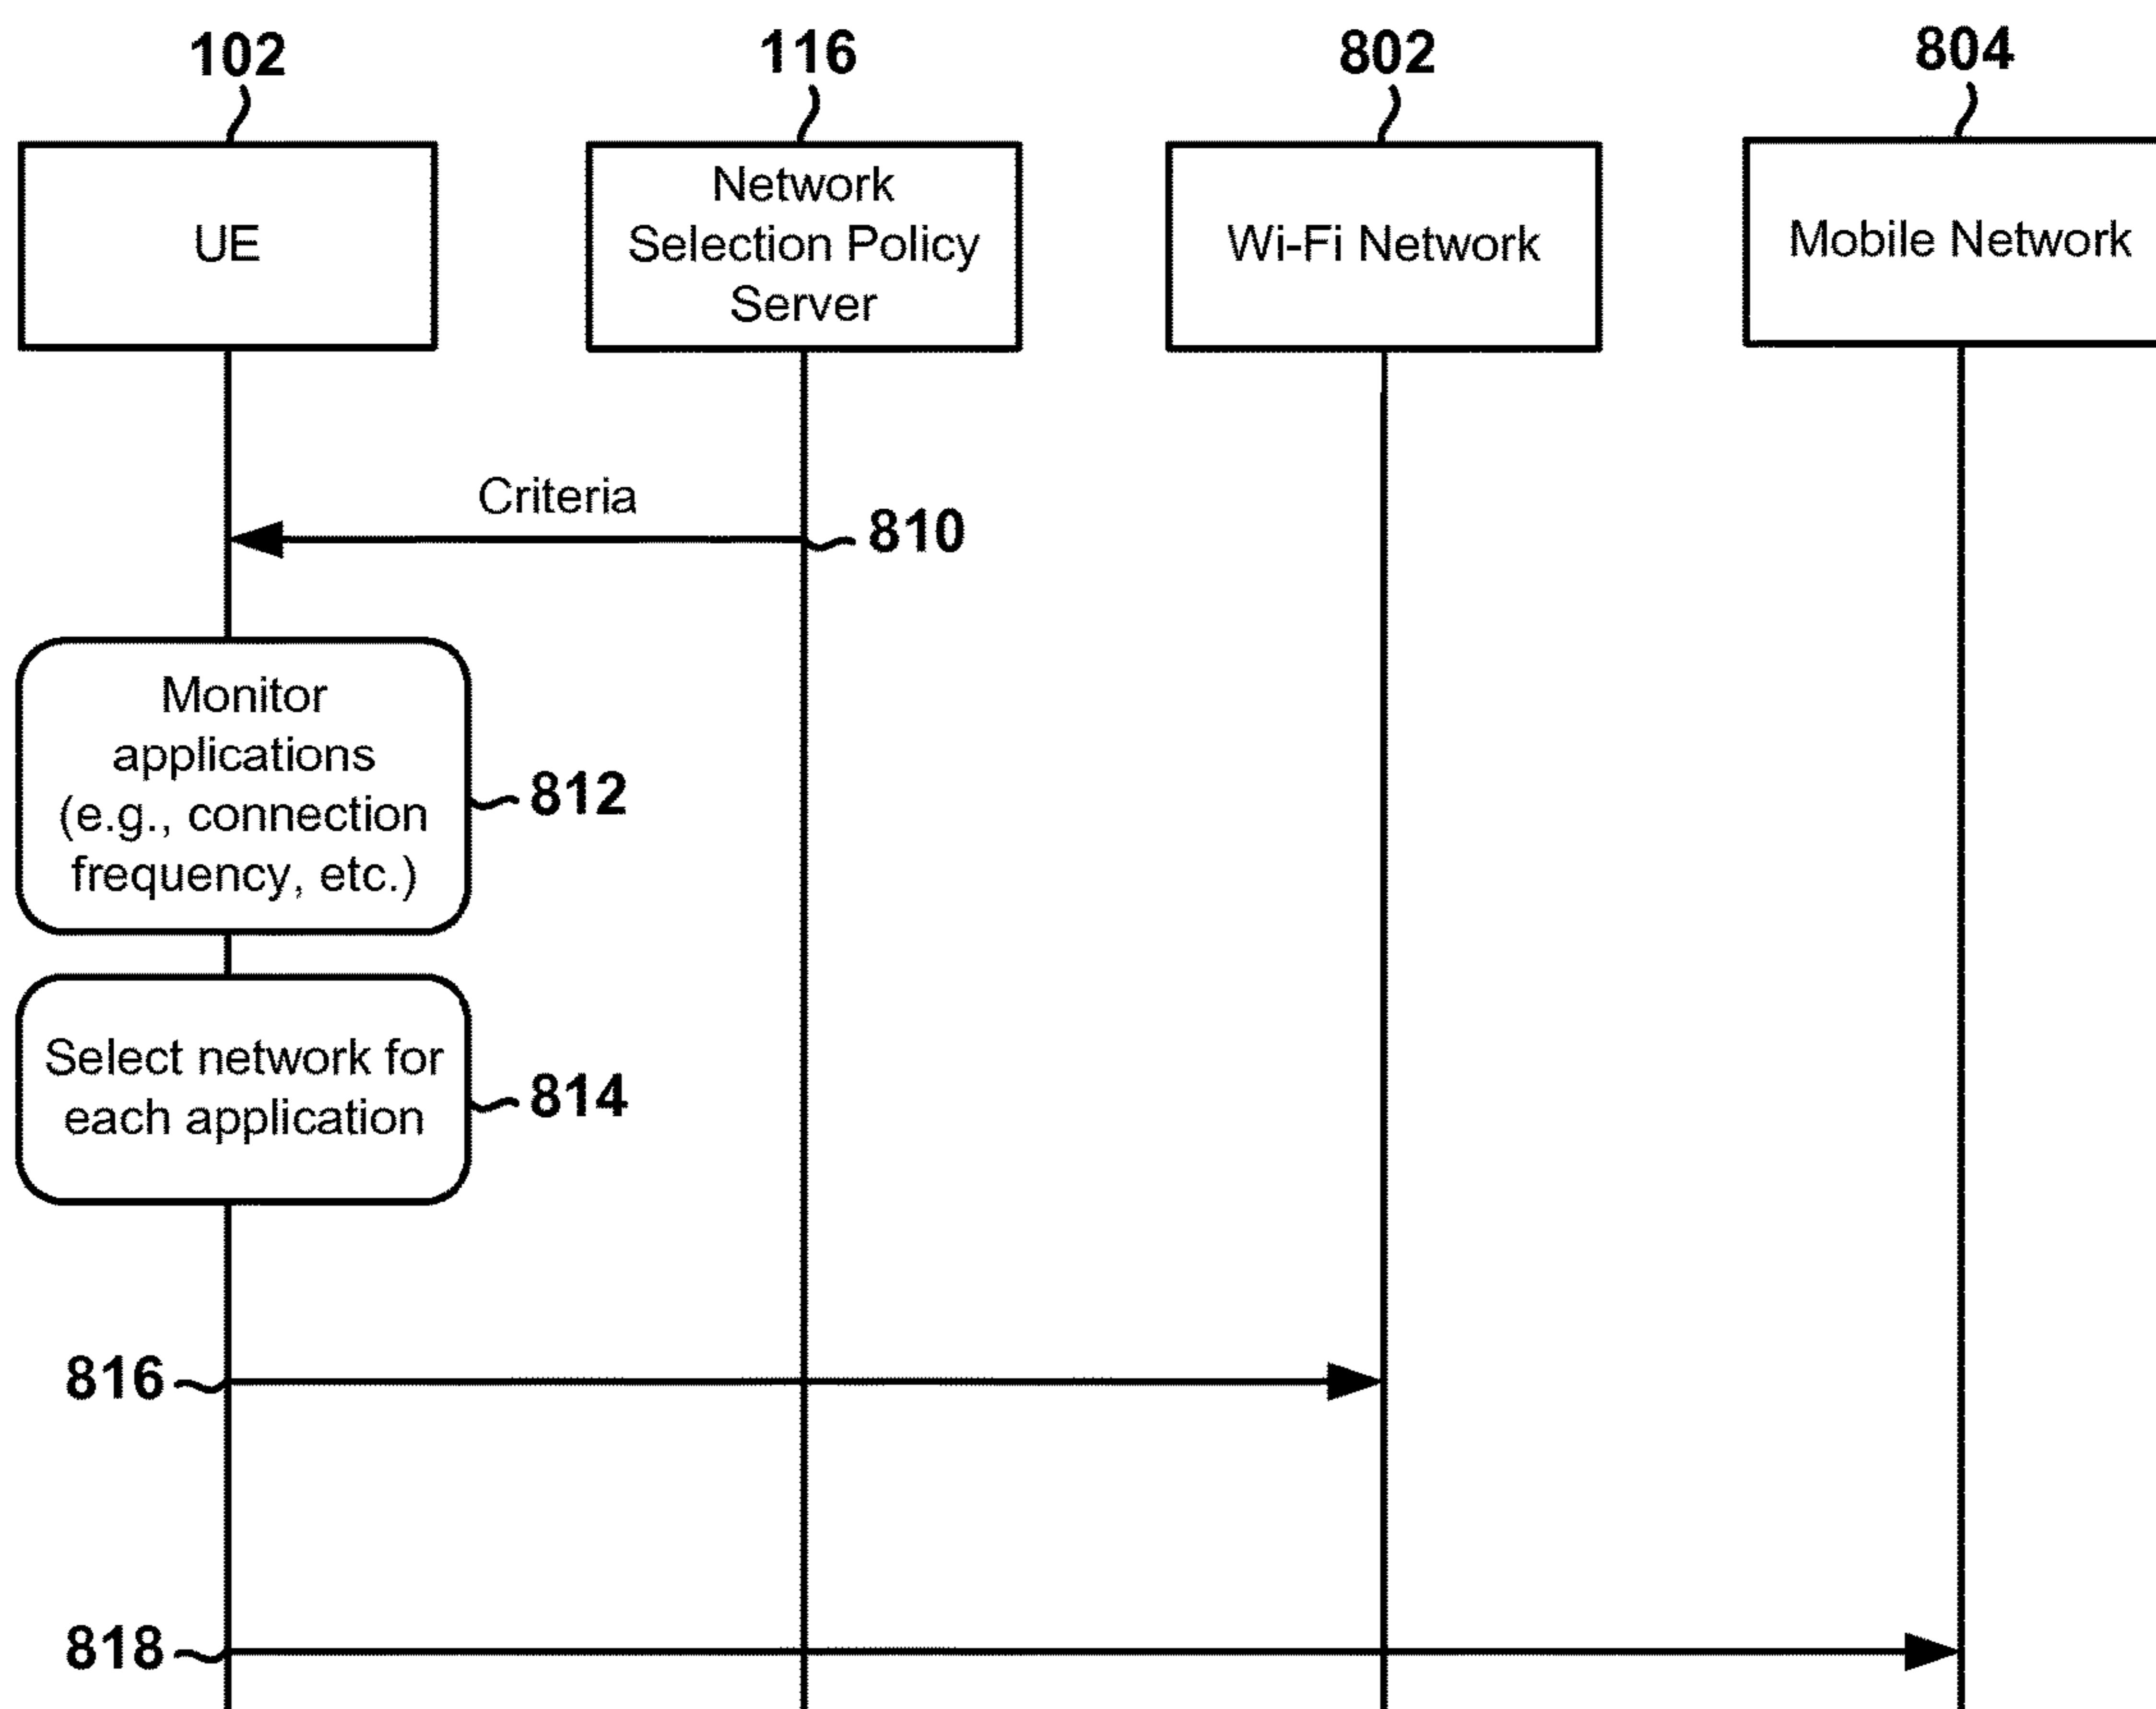 102
116
802
804
UE
Network
Selection Policy
Server
Wi-Fi Network
Mobile Network
Criteria
810
Monitor
applications
(e.g., connection
frequency, etc.)
812
Select network for
each application
814
816
818